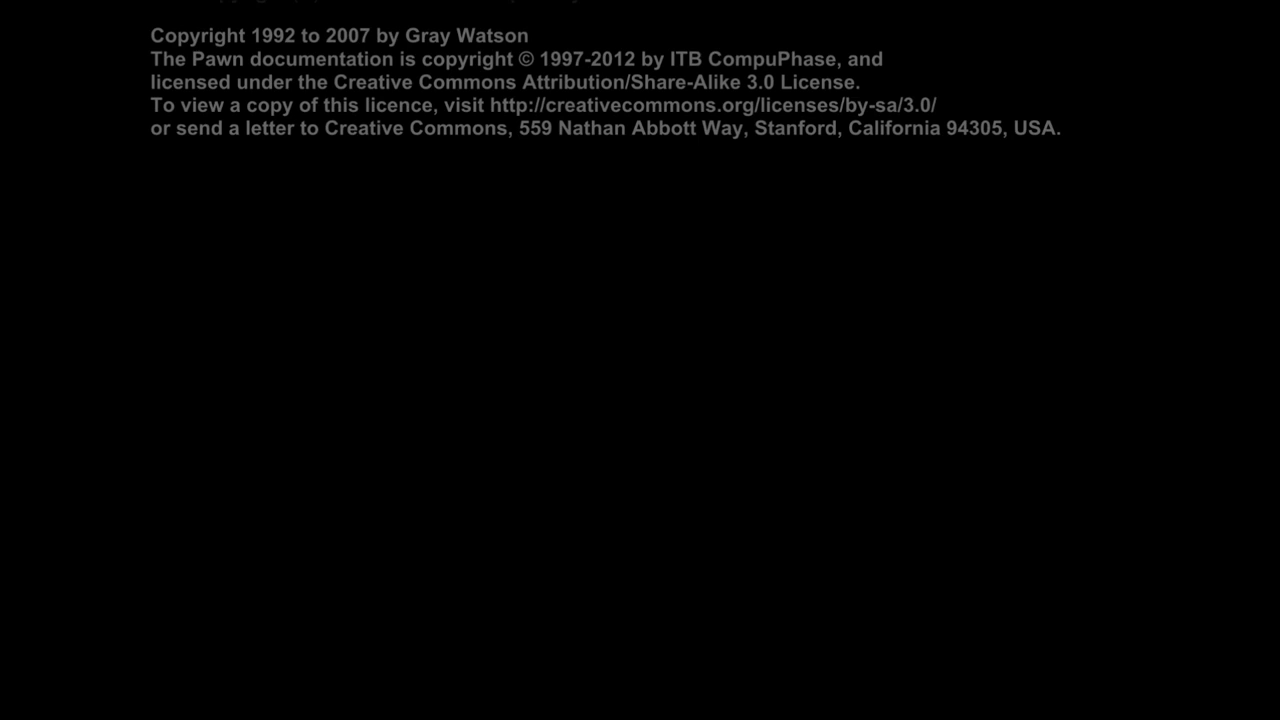 Copyright 1992 to 2007 by Gray Watson
The Pawn documentation is copyright © 1997-2012 by ITB CompuPhase, and
licensed under the Creative Commons Attribution/Share-Alike 3.0 License.
To view a copy of this licence, visit http://creativecommons.org/licenses/by-sa/3.0/
or send a letter to Creative Commons, 559 Nathan Abbott Way, Stanford, California 94305, USA.